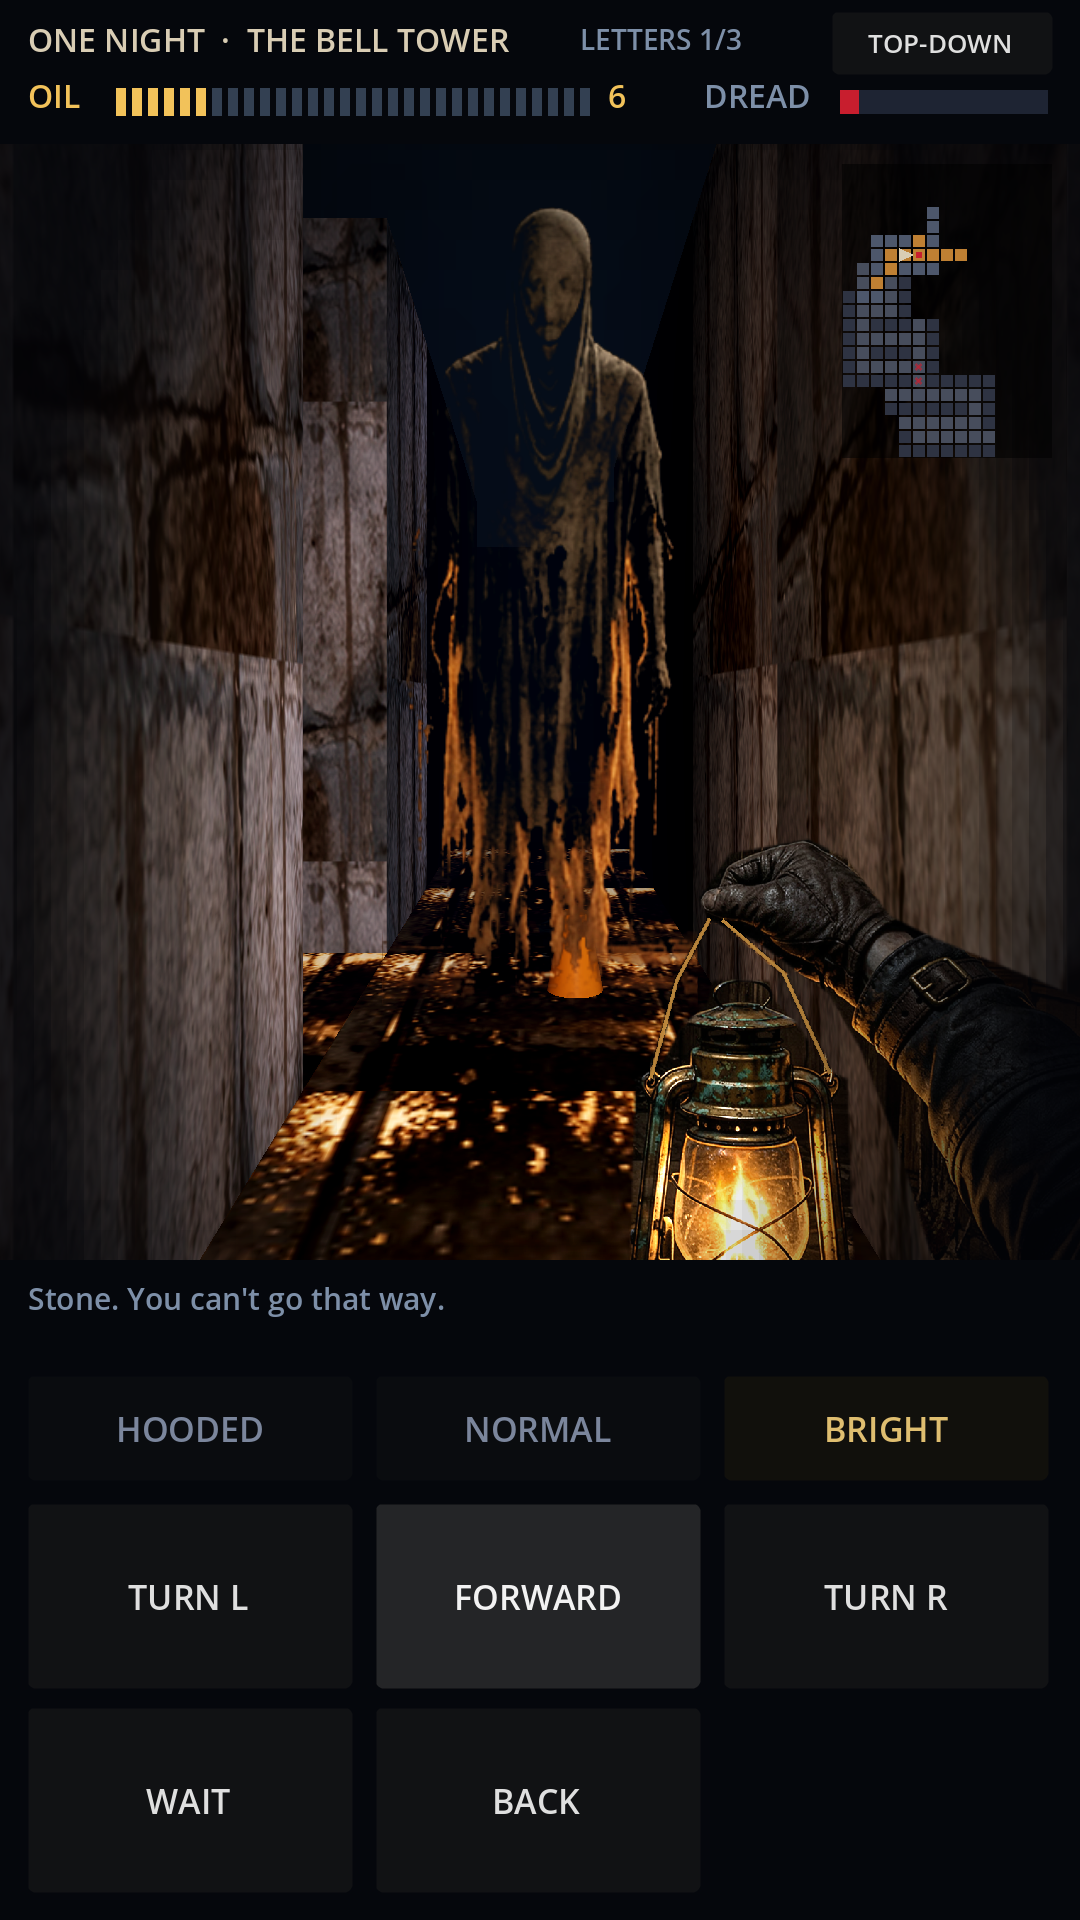 ONE NIGHT · THE BELL TOWER
LETTERS 1/3
TOP-DOWN
OIL
6
DREAD
Stone. You can't go that way.
HOODED
NORMAL
BRIGHT
TURN L
FORWARD
TURN R
WAIT
BACK